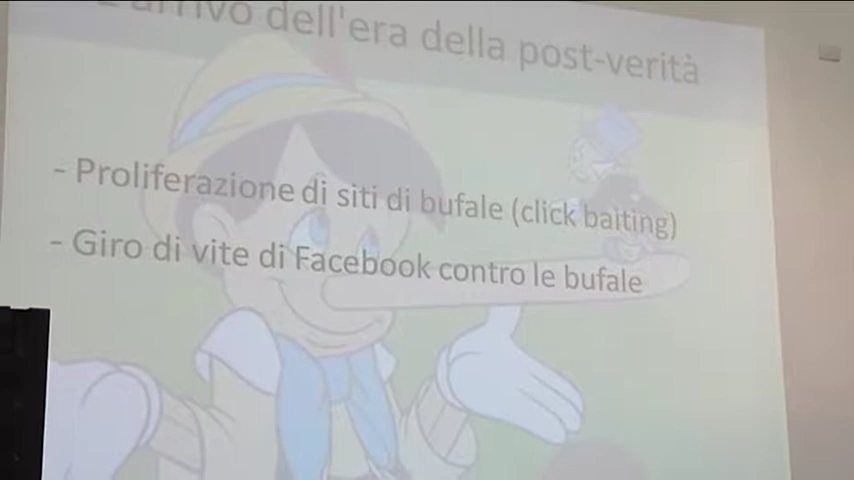 L'arrivo dell'era della post-verità
- Proliferazione di siti di bufale (click baiting)
- Giro di vite di Facebook contro le bufale